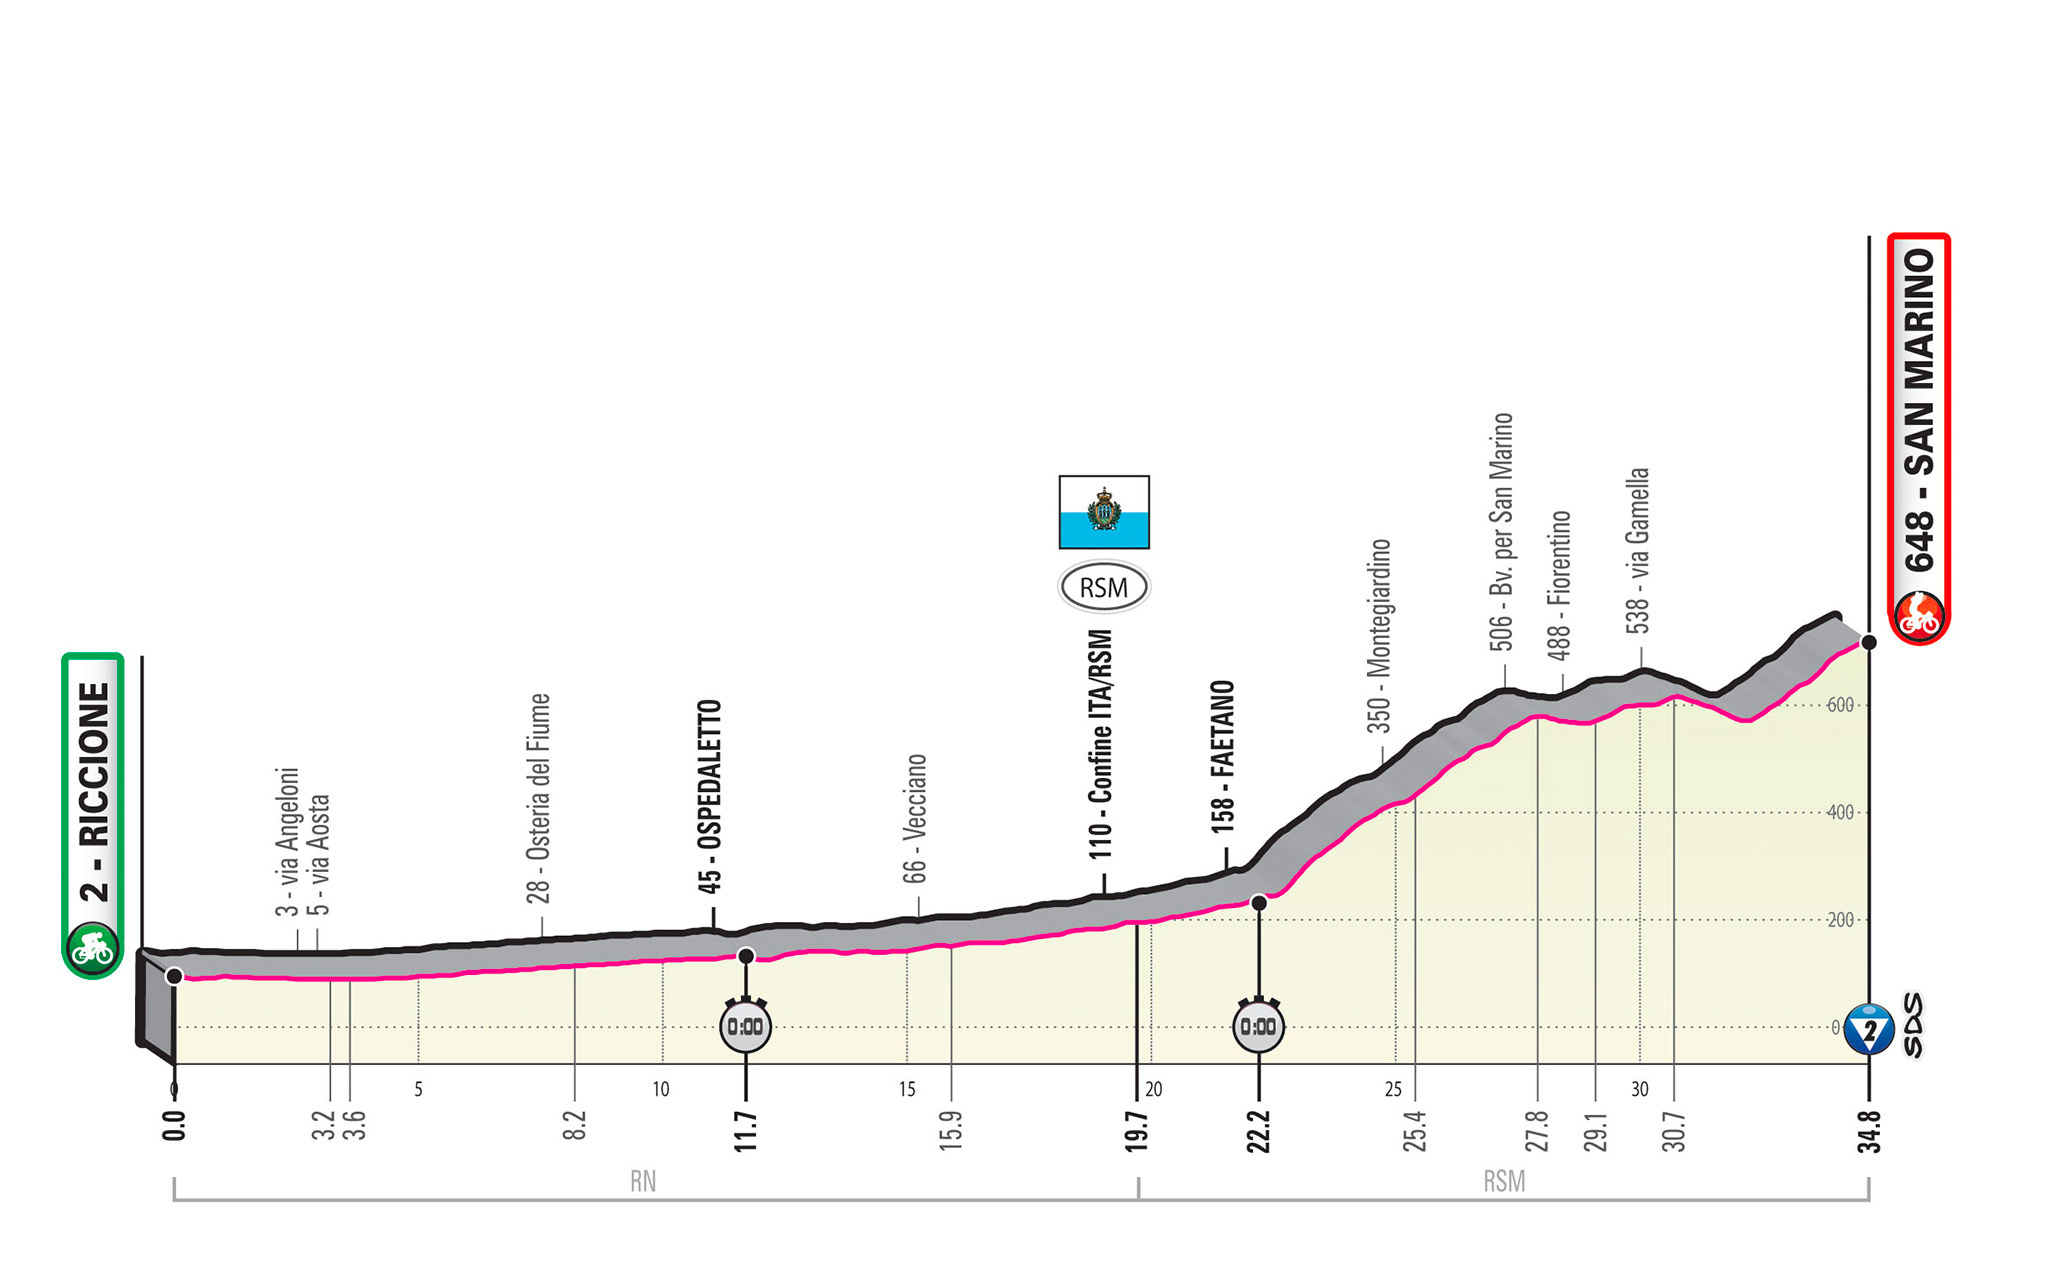 2 - RICCIONE
3 - via Angeloni
5 - via Aosta
28 - Osteria del Fiume
45 - OSPEDALETTO
66 - Vecciano
RSM
110 - Confine ITA/RSM
158 - FAETANO
350 - Montegiardino
506 - Bv. per San Marino
488 - Fiorentino
538 - via Gamella
648 - SAN MARINO
600
400
200
0
0:00
0:00
2
SDS
0
5
10
15
20
25
30
0.0
3.2
3.6
8.2
11.7
15.9
19.7
22.2
25.4
27.8
29.1
30.7
34.8
RN
RSM